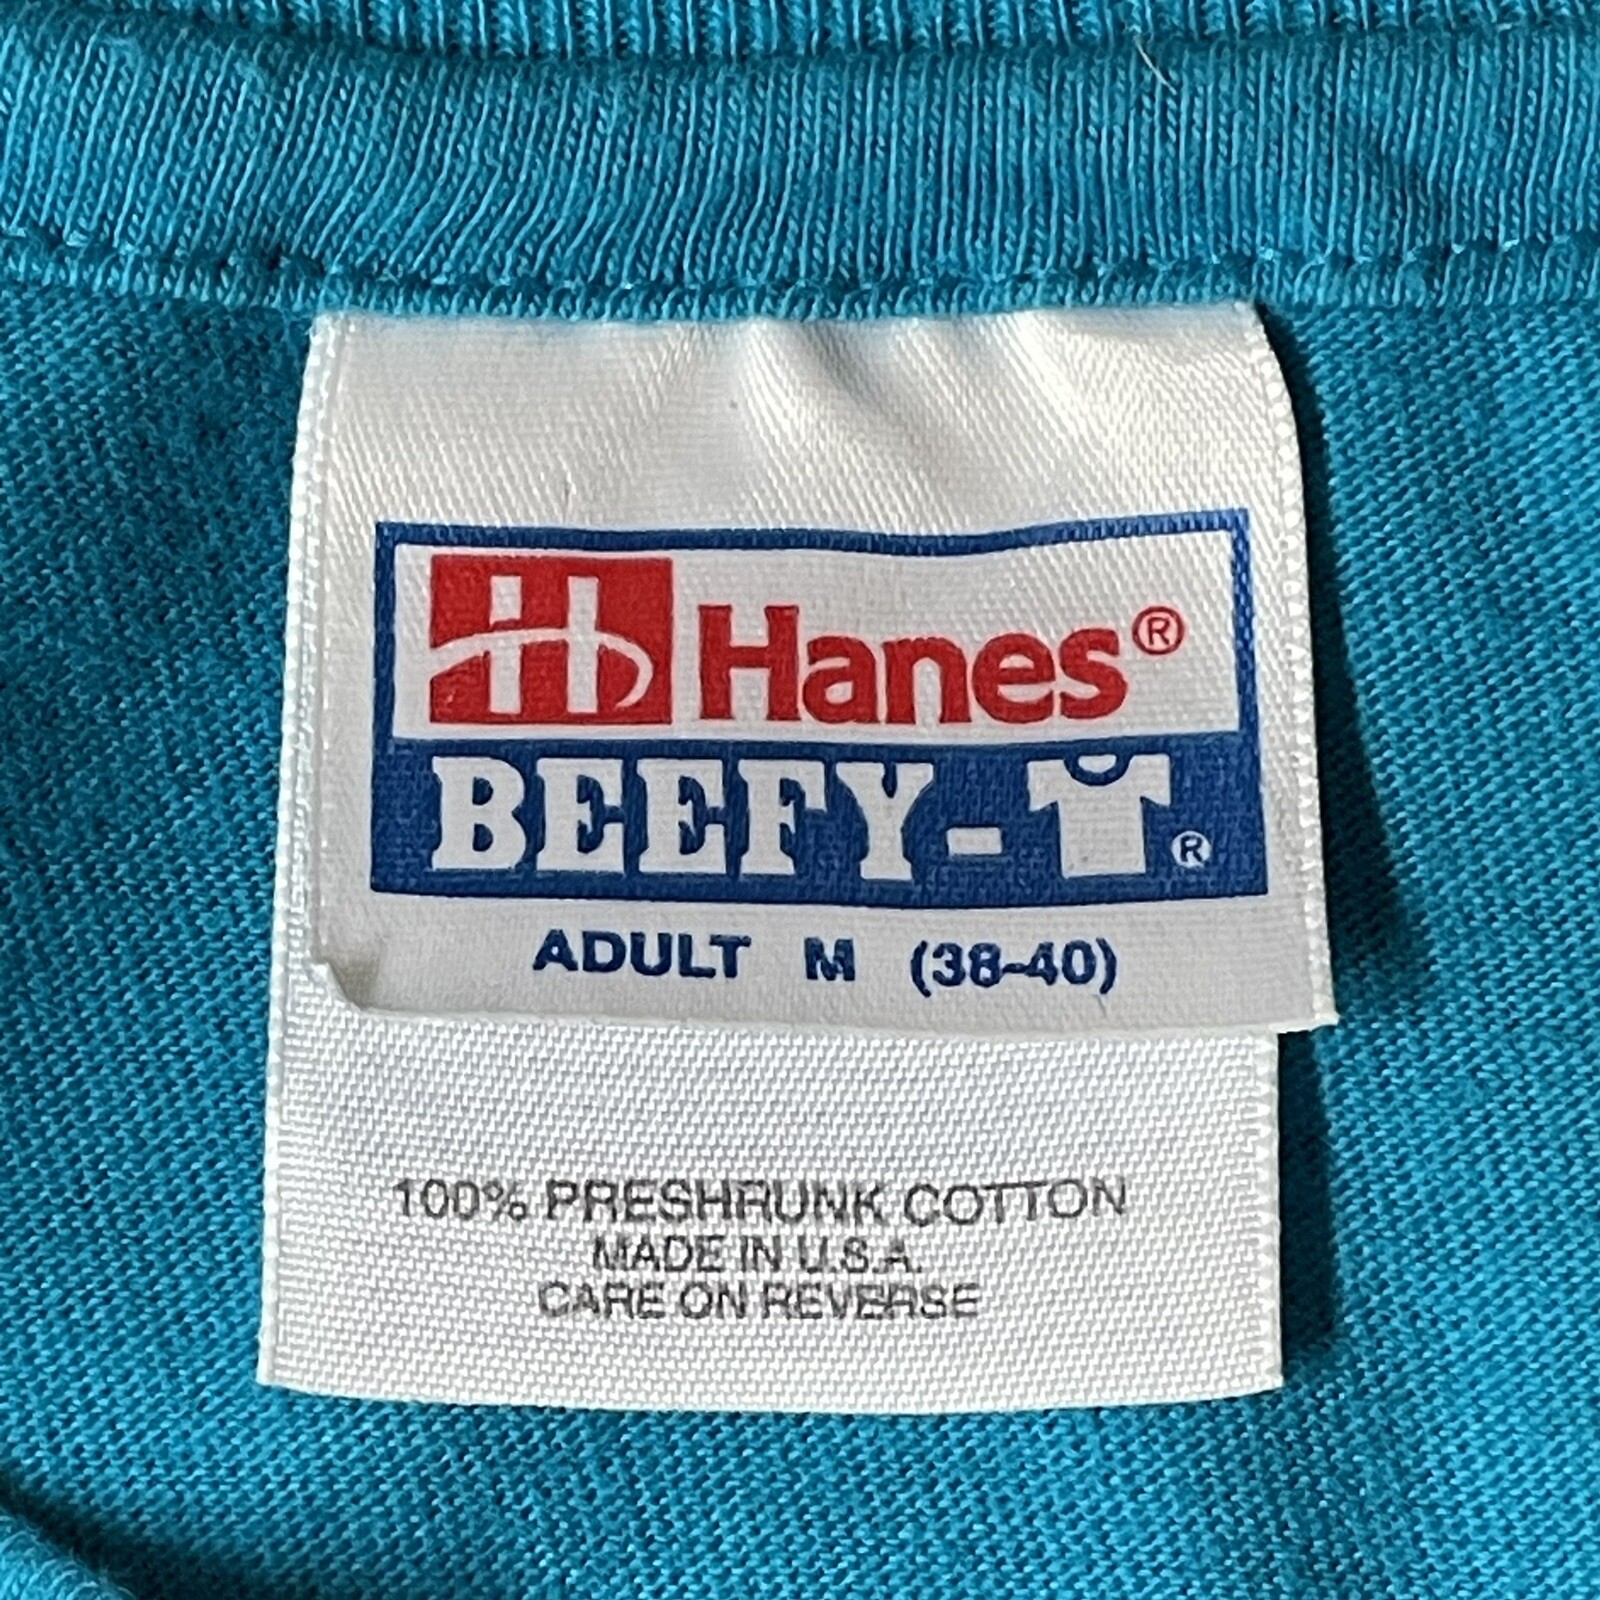 H Hanes®
BEEFY-T®
ADULT M (38-40)
100% PRESHRUNK COTTON
MADE IN U.S.A.
CARE ON REVERSE